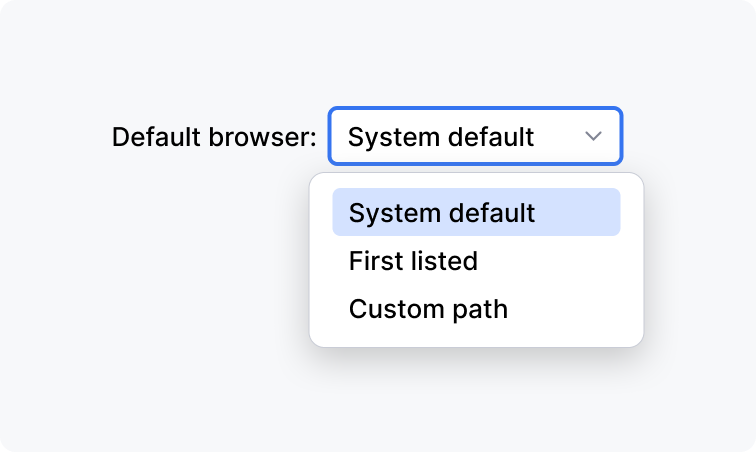 Default browser: System default
System default
First listed
Custom path